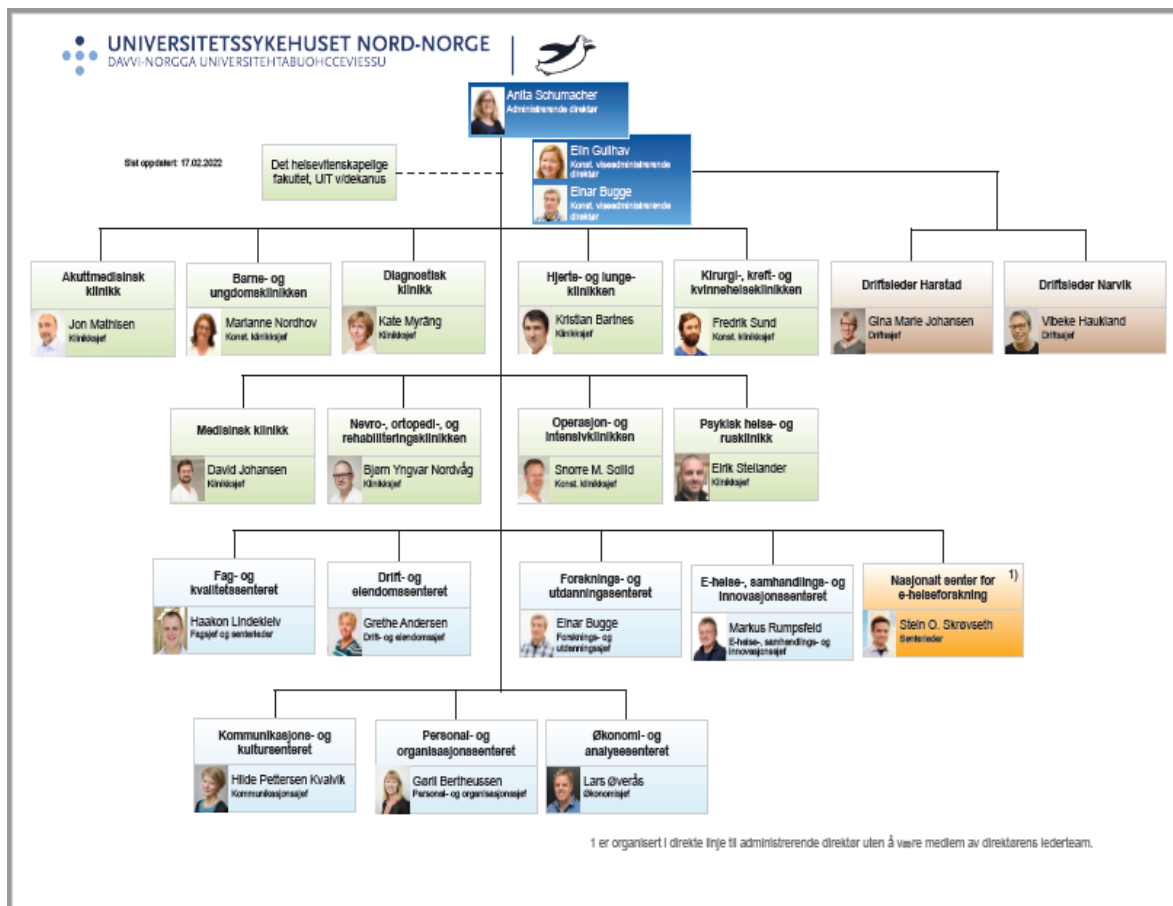 UNIVERSITETSSYKEHUSET NORD-NORGE
DAVVI-NORGGA UNIVERSITEHTABUOHCCEVIESSU
Anita Schumacher
Administrerende direktør
Sist oppdatert: 17.02.2022
Det helsevitenskapelige
fakultet, UIT v/dekanus
Elin Gullhav
Konst. viseadministrerende
direktør
Einar Bugge
Konst. viseadministrerende
direktør
Akuttmedisinsk
klinikk
Jon Mathisen
Klinikksjef
Barne- og
ungdomsklinikken
Marianne Nordhov
Konst. klinikksjef
Diagnostisk
klinikk
Kate Myräng
Klinikksjef
Hjerte- og lunge-
klinikken
Kristian Bartnes
Klinikksjef
Kirurgi-, kreft- og
kvinnehelseklinikken
Fredrik Sund
Konst. klinikksjef
Driftsleder Harstad
Gina Marie Johansen
Driftssjef
Driftsleder Narvik
Vibeke Haukland
Driftssjef
Medisinsk klinikk
David Johansen
Klinikksjef
Nevro-, ortopedi-, og
rehabiliteringsklinikken
Bjørn Yngvar Nordvåg
Klinikksjef
Operasjon- og
intensivklinikken
Snorre M. Sollid
Konst. klinikksjef
Psykisk helse- og
rusklinikk
Eirik Stellander
Klinikksjef
Fag- og
kvalitetssenteret
Haakon Lindekleiv
Fagsjef og senterleder
Drift- og
eiendomssenteret
Grethe Andersen
Drift- og eiendomssjef
Forsknings- og
utdanningssenteret
Einar Bugge
Forsknings- og
utdanningssjef
E-helse-, samhandlings- og
innovasjonssenteret
Markus Rumpsfeld
E-helse-, samhandlings- og
innovasjonssjef
Nasjonalt senter for
e-helseforskning
1)
Stein O. Skrøvseth
Senterleder
Kommunikasjons- og
kultursenteret
Hilde Pettersen Kvalvik
Kommunikasjonssjef
Personal- og
organisasjonssenteret
Gøril Bertheussen
Personal- og organisasjonssjef
Økonomi- og
analysesenteret
Lars Øverås
Økonomisjef
1 er organisert i direkte linje til administrerende direktør uten å være medlem av direktørens lederteam.